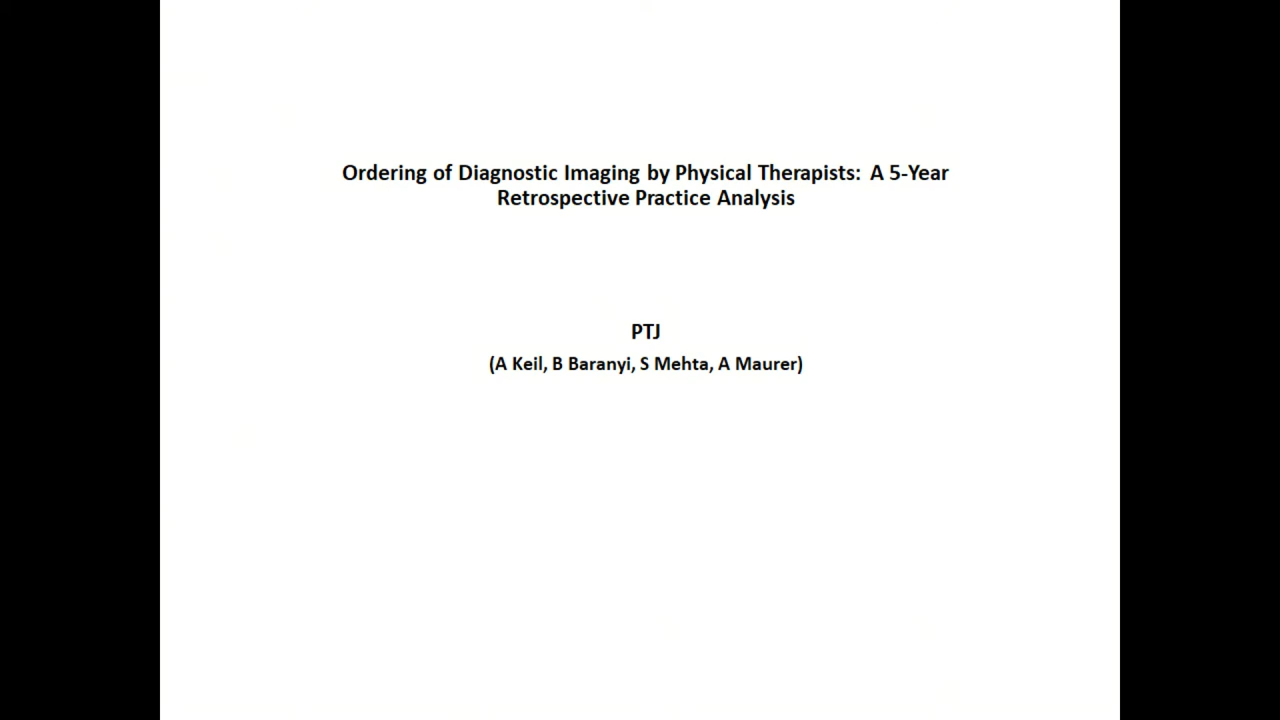 Ordering of Diagnostic Imaging by Physical Therapists: A 5-Year
Retrospective Practice Analysis
PTJ
(A Keil, B Baranyi, S Mehta, A Maurer)